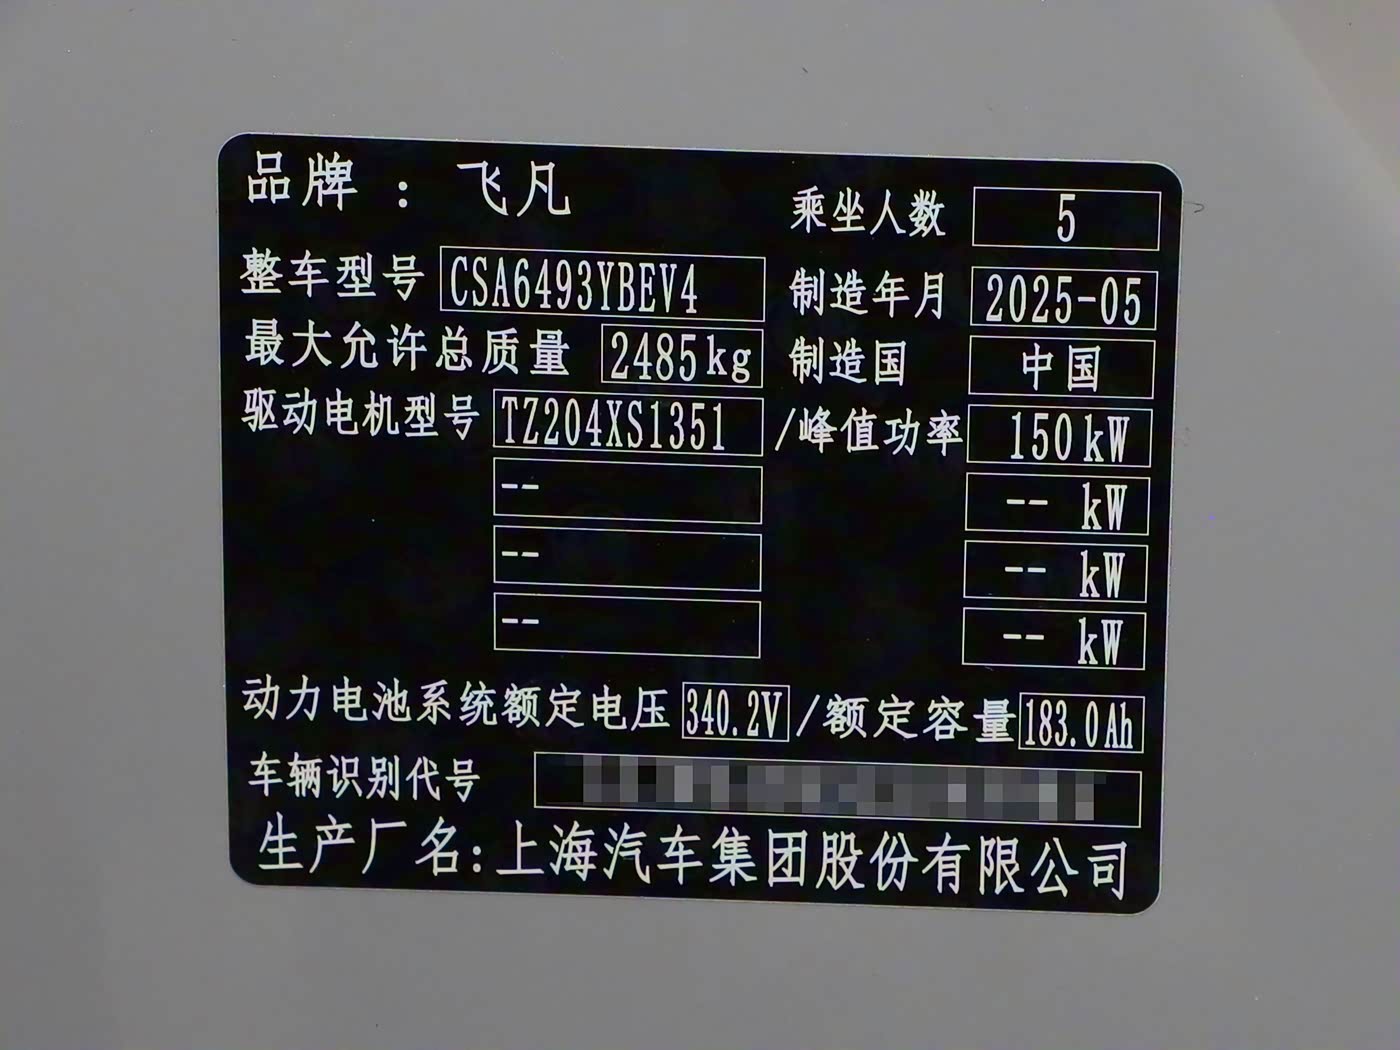 品牌：飞凡 乘坐人数 5
整车型号 CSA6493YBEV4 制造年月 2025-05
最大允许总质量 2485kg 制造国 中国
驱动电机型号 TZ204XS1351 /峰值功率 150kW
-- -- kW
-- -- kW
-- -- kW
动力电池系统额定电压 340.2V /额定容量 183.0Ah
车辆识别代号
生产厂名:上海汽车集团股份有限公司